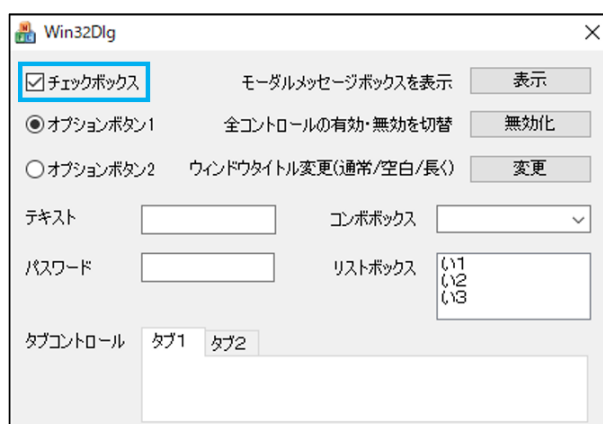 Win32Dlg
チェックボックス モーダルメッセージボックスを表示 表示
オプションボタン1 全コントロールの有効・無効を切替 無効化
オプションボタン2 ウィンドウタイトル変更(通常/空白/長く) 変更
テキスト コンボボックス
パスワード リストボックス い1
い2
い3
タブコントロール タブ1 タブ2